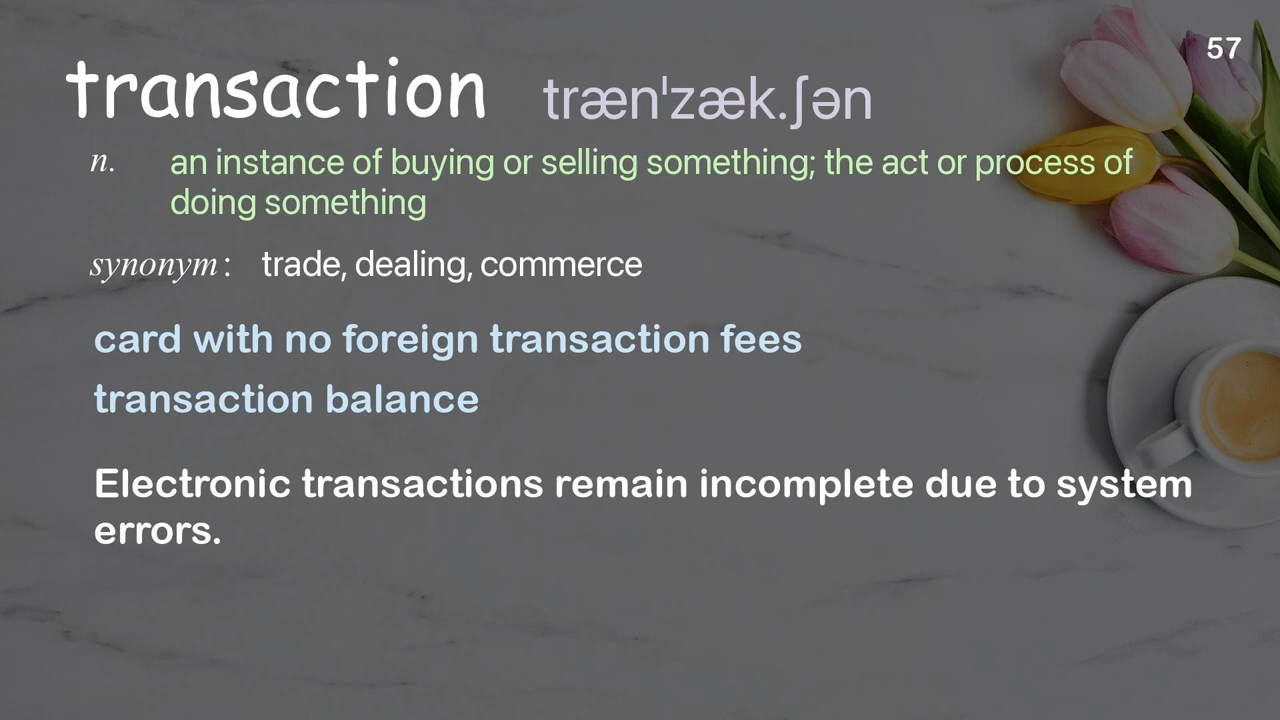 57
transaction trænˈzæk.ʃən
n. an instance of buying or selling something; the act or process of
doing something
synonym: trade, dealing, commerce
card with no foreign transaction fees
transaction balance
Electronic transactions remain incomplete due to system
errors.